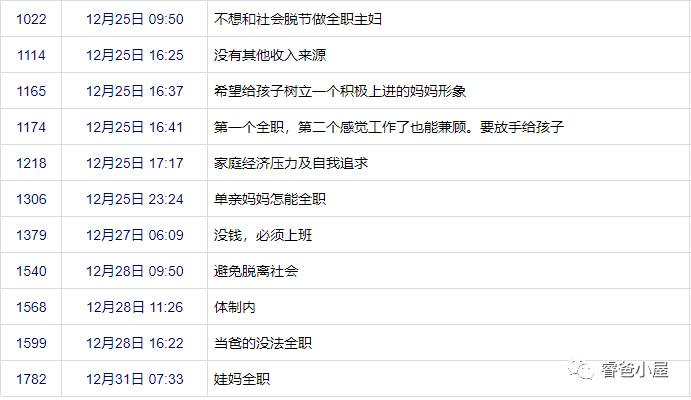 1022 12月25日 09:50 不想和社会脱节做全职主妇
1114 12月25日 16:25 没有其他收入来源
1165 12月25日 16:37 希望给孩子树立一个积极上进的妈妈形象
1174 12月25日 16:41 第一个全职，第二个感觉工作了也能兼顾。要放手给孩子
1218 12月25日 17:17 家庭经济压力及自我追求
1306 12月25日 23:24 单亲妈妈怎能全职
1379 12月27日 06:09 没钱，必须上班
1540 12月28日 09:50 避免脱离社会
1568 12月28日 11:26 体制内
1599 12月28日 16:22 当爸的没法全职
1782 12月31日 07:33 娃妈全职
睿爸小屋